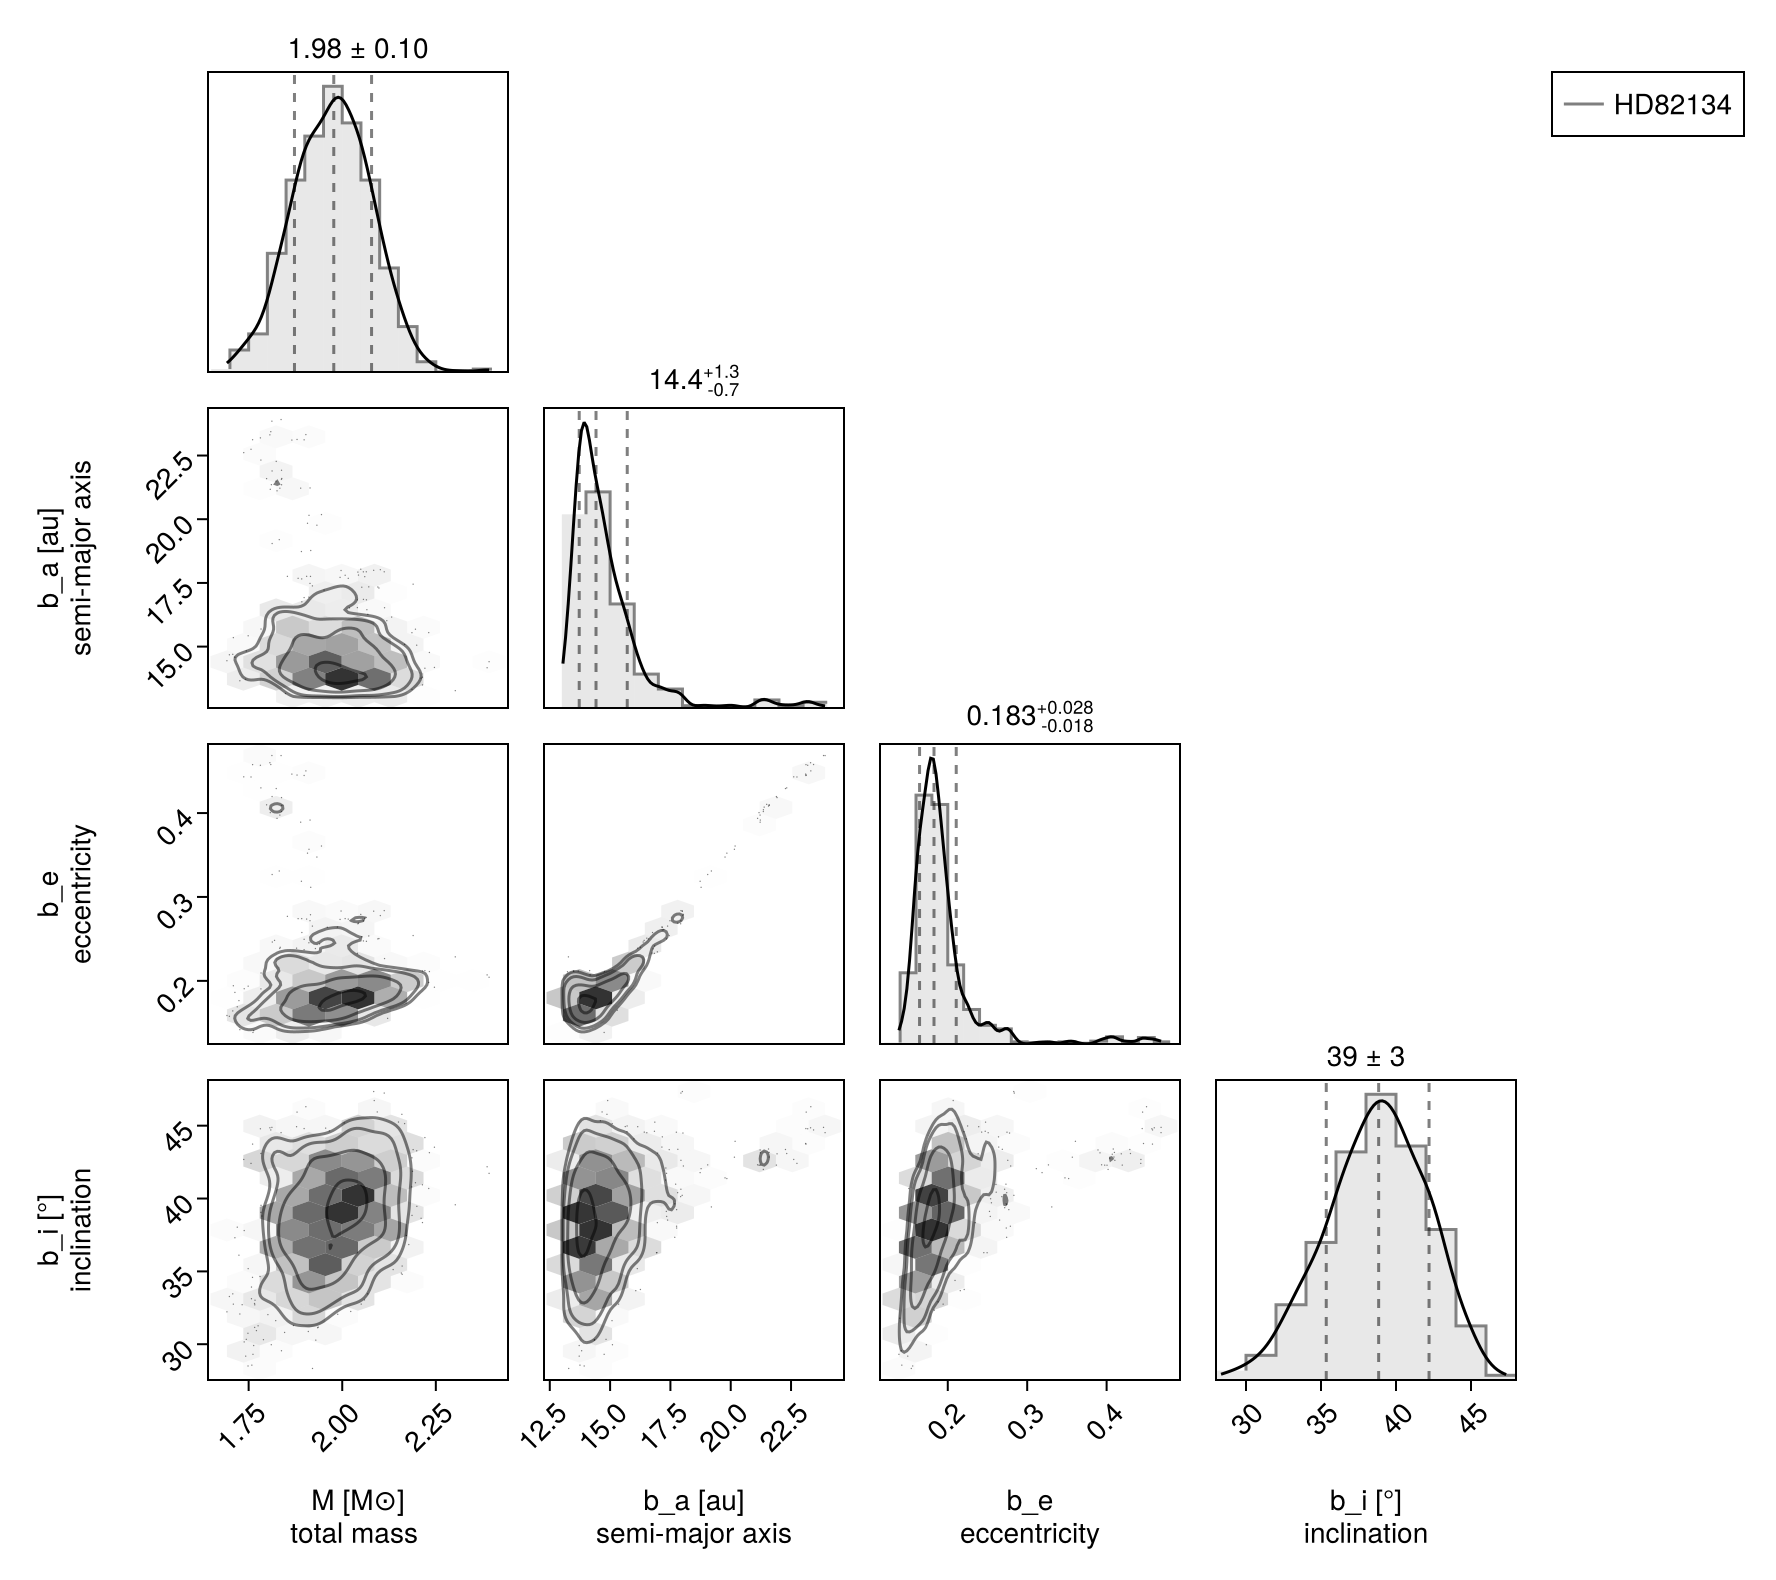 1.98 ± 0.10
HD82134
14.4+1.3-0.7
22.5
20.0
17.5
15.0
b_a [au]
semi-major axis
0.183+0.028-0.018
0.4
0.3
0.2
b_e
eccentricity
39 ± 3
45
40
35
30
b_i [°]
inclination
1.75 2.00 2.25 12.5 15.0 17.5 20.0 22.5 0.2 0.3 0.4 30 35 40 45
M [M⊙] b_a [au] b_e b_i [°]
total mass semi-major axis eccentricity inclination